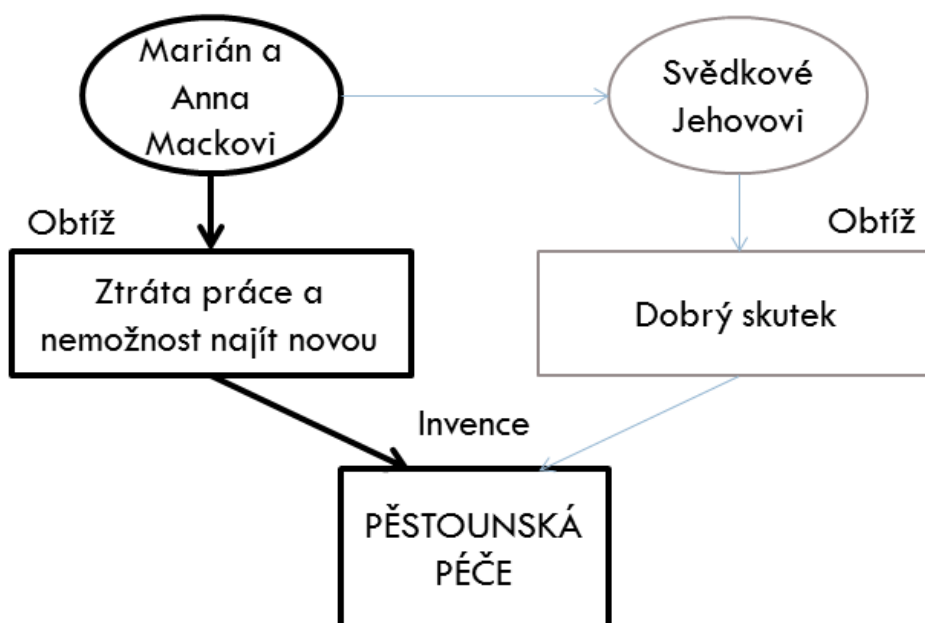 Marián a
Anna
Mackovi
Svědkové
Jehovovi
Obtíž
Obtíž
Ztráta práce a
nemožnost najít novou
Dobrý skutek
Invence
PĚSTOUNSKÁ
PÉČE